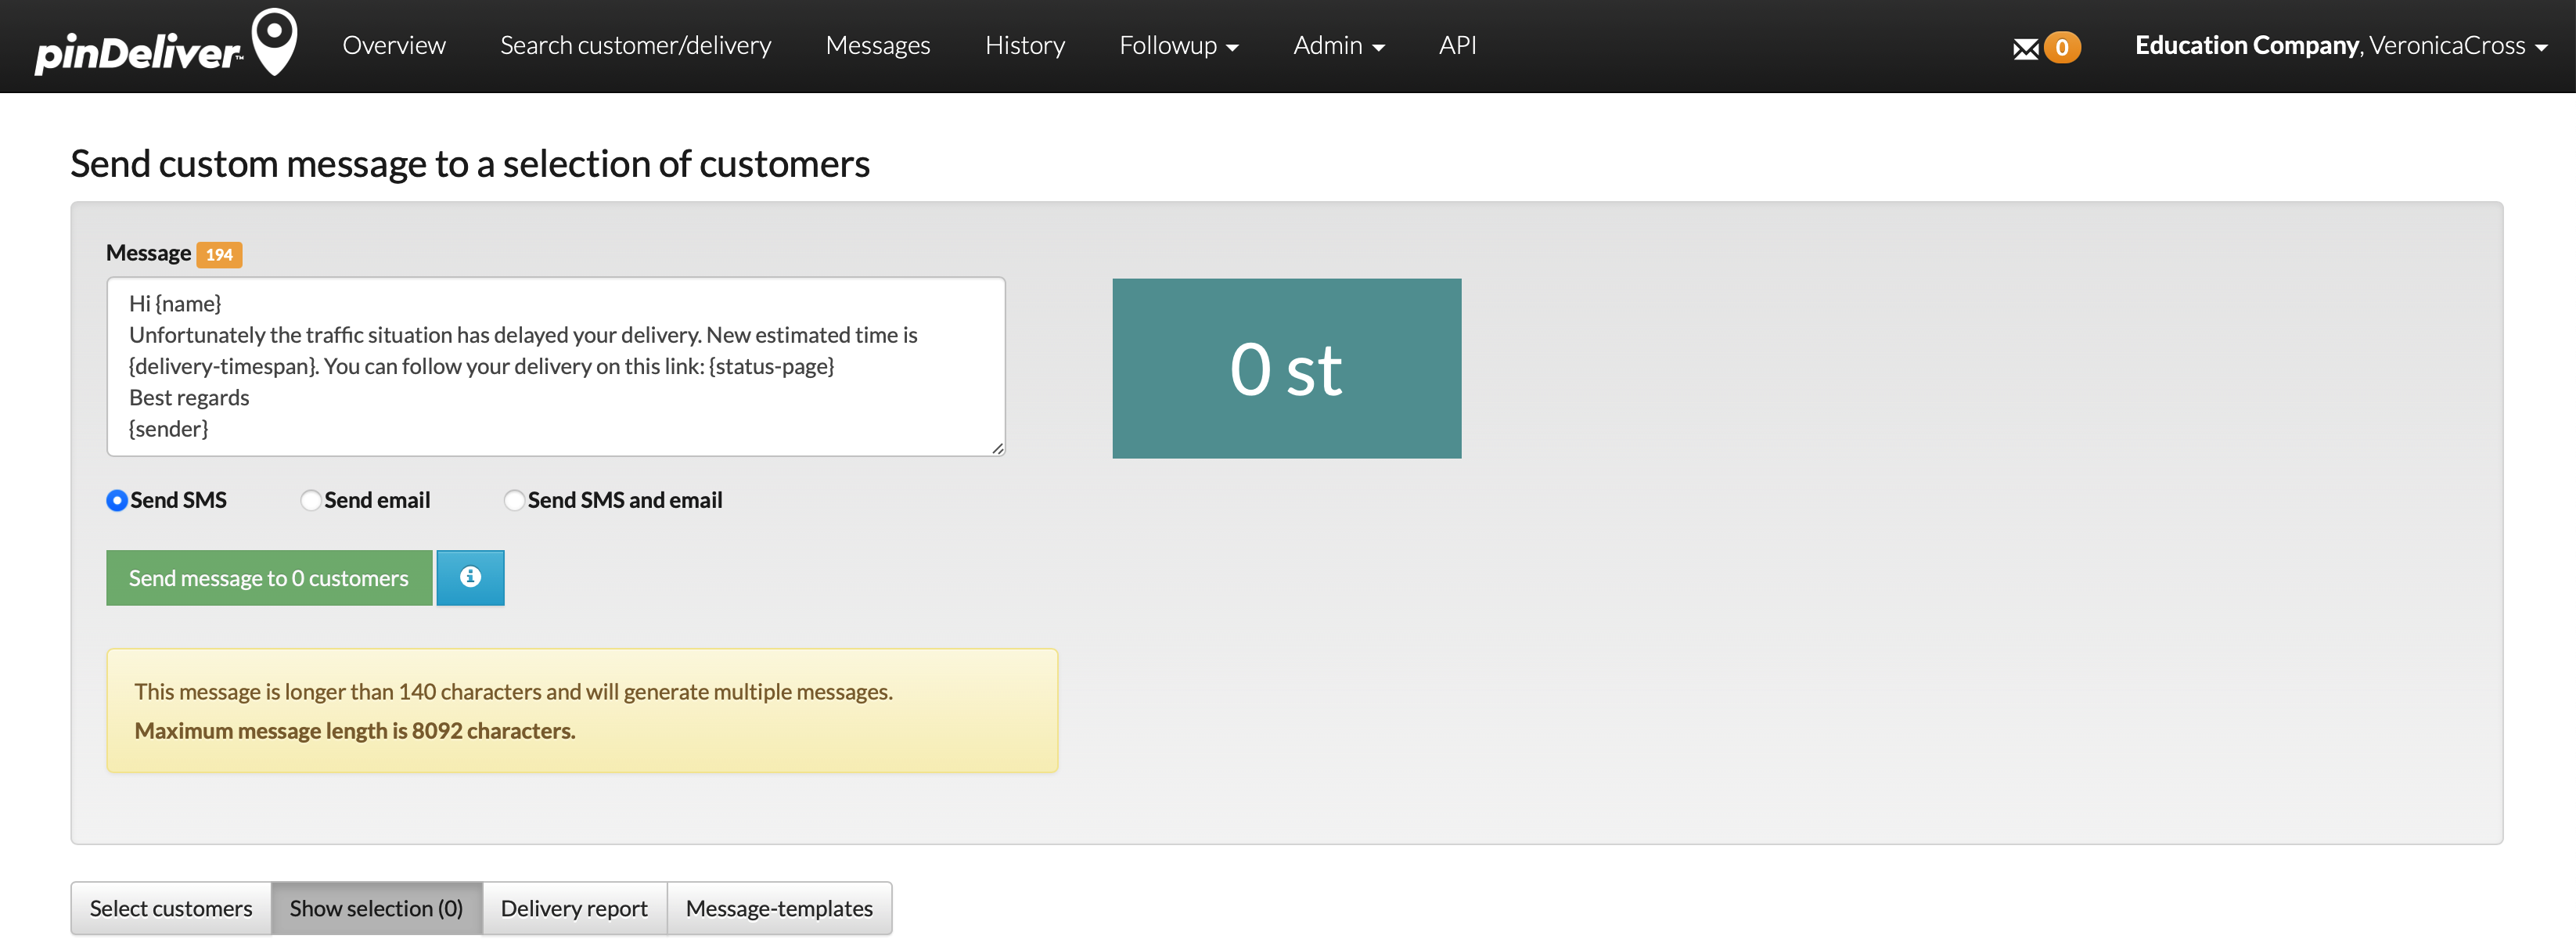 pinDeliver™
Overview
Search customer/delivery
Messages
History
Followup
Admin
API
0
Education Company, VeronicaCross
Send custom message to a selection of customers
Message 194
Hi {name}
Unfortunately the traffic situation has delayed your delivery. New estimated time is
{delivery-timespan}. You can follow your delivery on this link: {status-page}
Best regards
{sender}
0 st
Send SMS
Send email
Send SMS and email
Send message to 0 customers
This message is longer than 140 characters and will generate multiple messages.
Maximum message length is 8092 characters.
Select customers
Show selection (0)
Delivery report
Message-templates